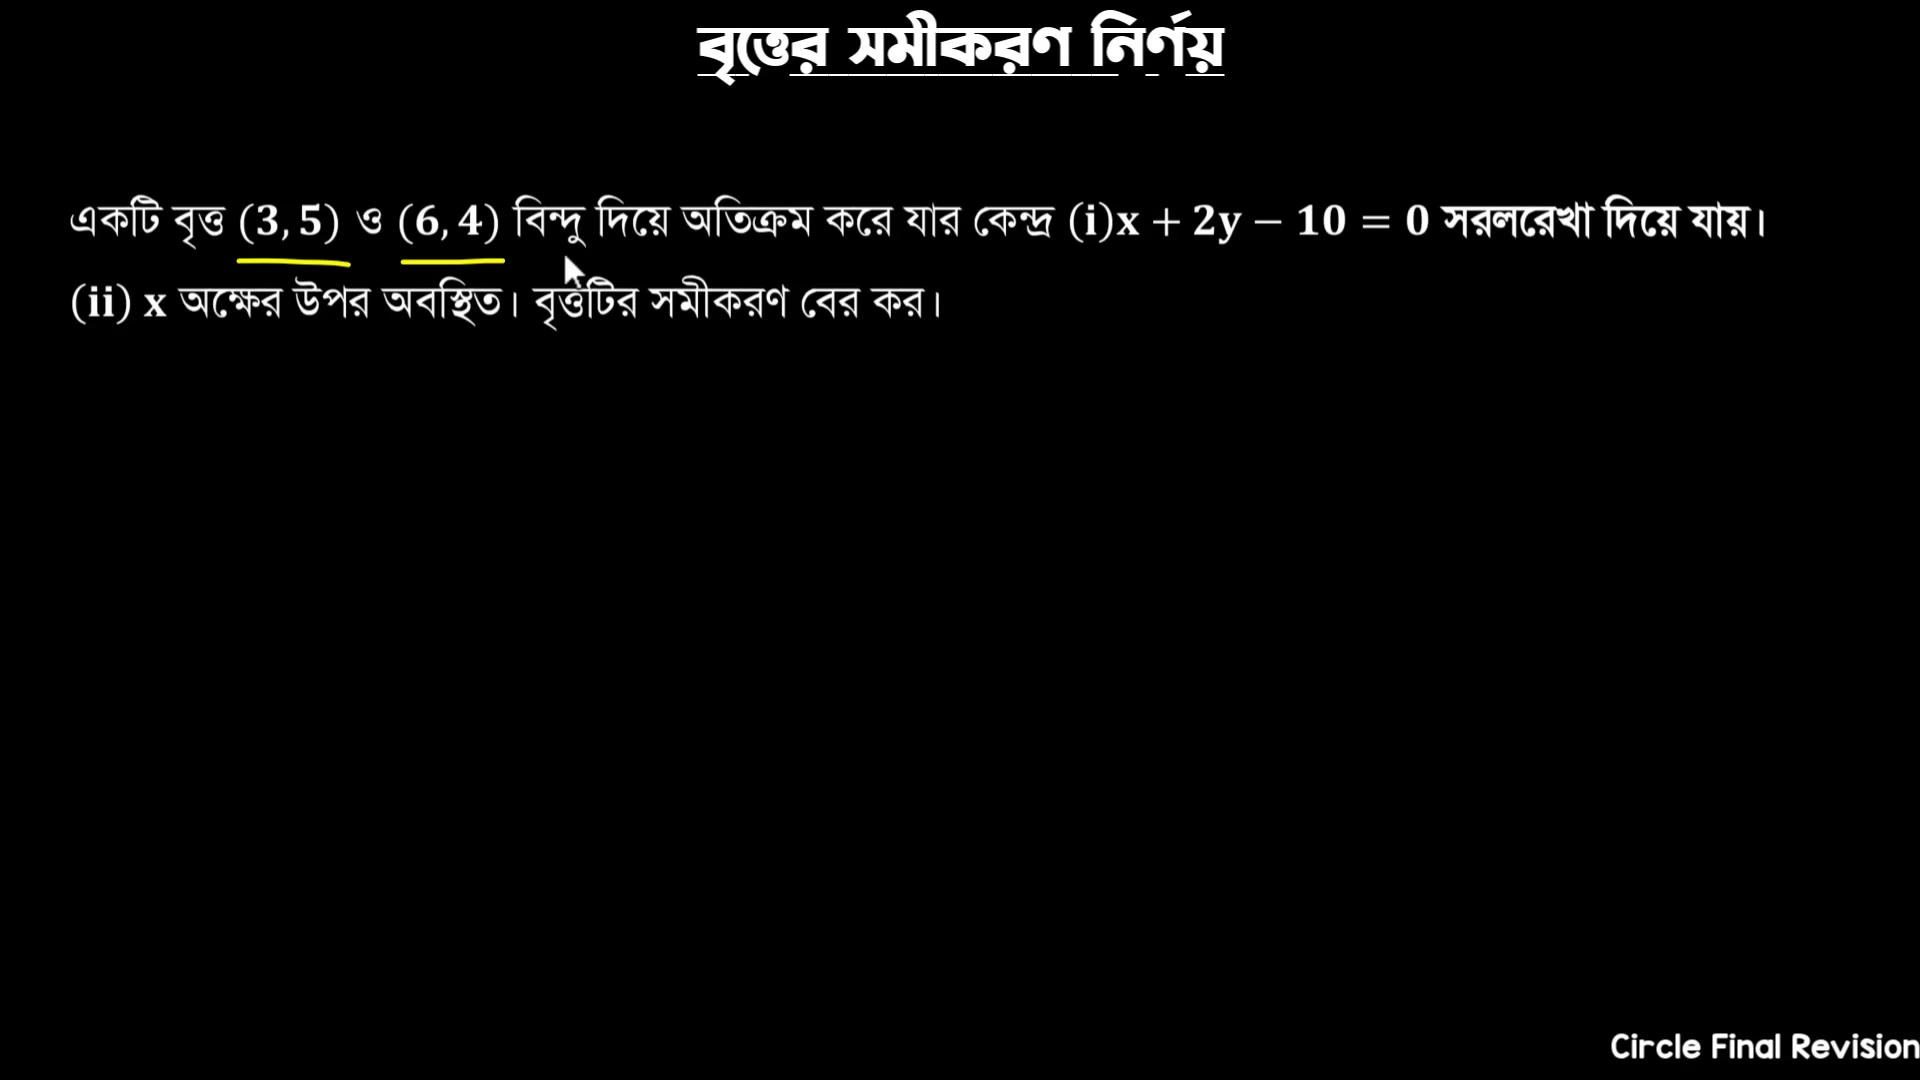 বৃত্তের সমীকরণ নির্ণয়
একটি বৃত্ত (3, 5) ও (6, 4) বিন্দু দিয়ে অতিক্রম করে যার কেন্দ্র (i)x + 2y − 10 = 0 সরলরেখা দিয়ে যায়।
(ii) x অক্ষের উপর অবস্থিত। বৃত্তটির সমীকরণ বের কর।
Circle Final Revision